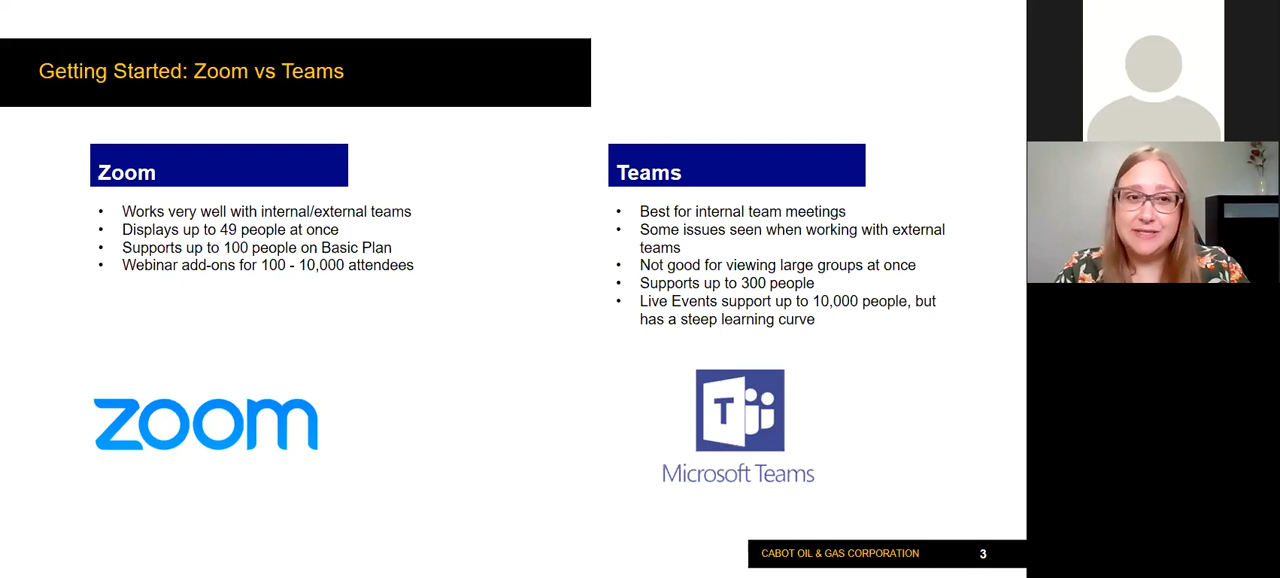 Getting Started: Zoom vs Teams
Zoom
• Works very well with internal/external teams
• Displays up to 49 people at once
• Supports up to 100 people on Basic Plan
• Webinar add-ons for 100 - 10,000 attendees
zoom
Teams
• Best for internal team meetings
• Some issues seen when working with external
teams
• Not good for viewing large groups at once
• Supports up to 300 people
• Live Events support up to 10,000 people, but
has a steep learning curve
T
Microsoft Teams
CABOT OIL & GAS CORPORATION 3